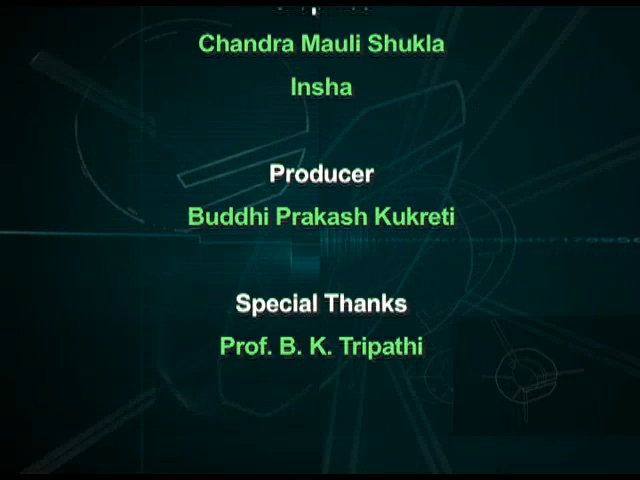 Chandra Mauli Shukla
Insha
Producer
Buddhi Prakash Kukreti
Special Thanks
Prof. B. K. Tripathi